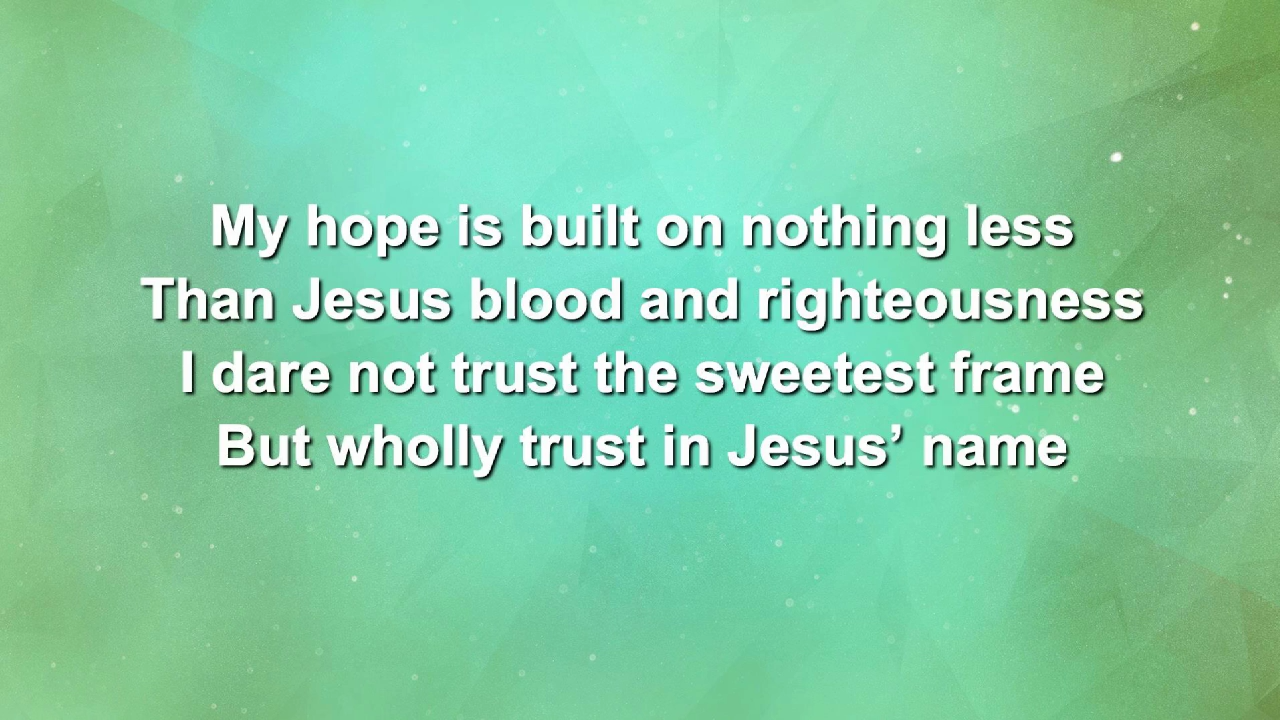 My hope is built on nothing less
Than Jesus blood and righteousness
I dare not trust the sweetest frame
But wholly trust in Jesus’ name